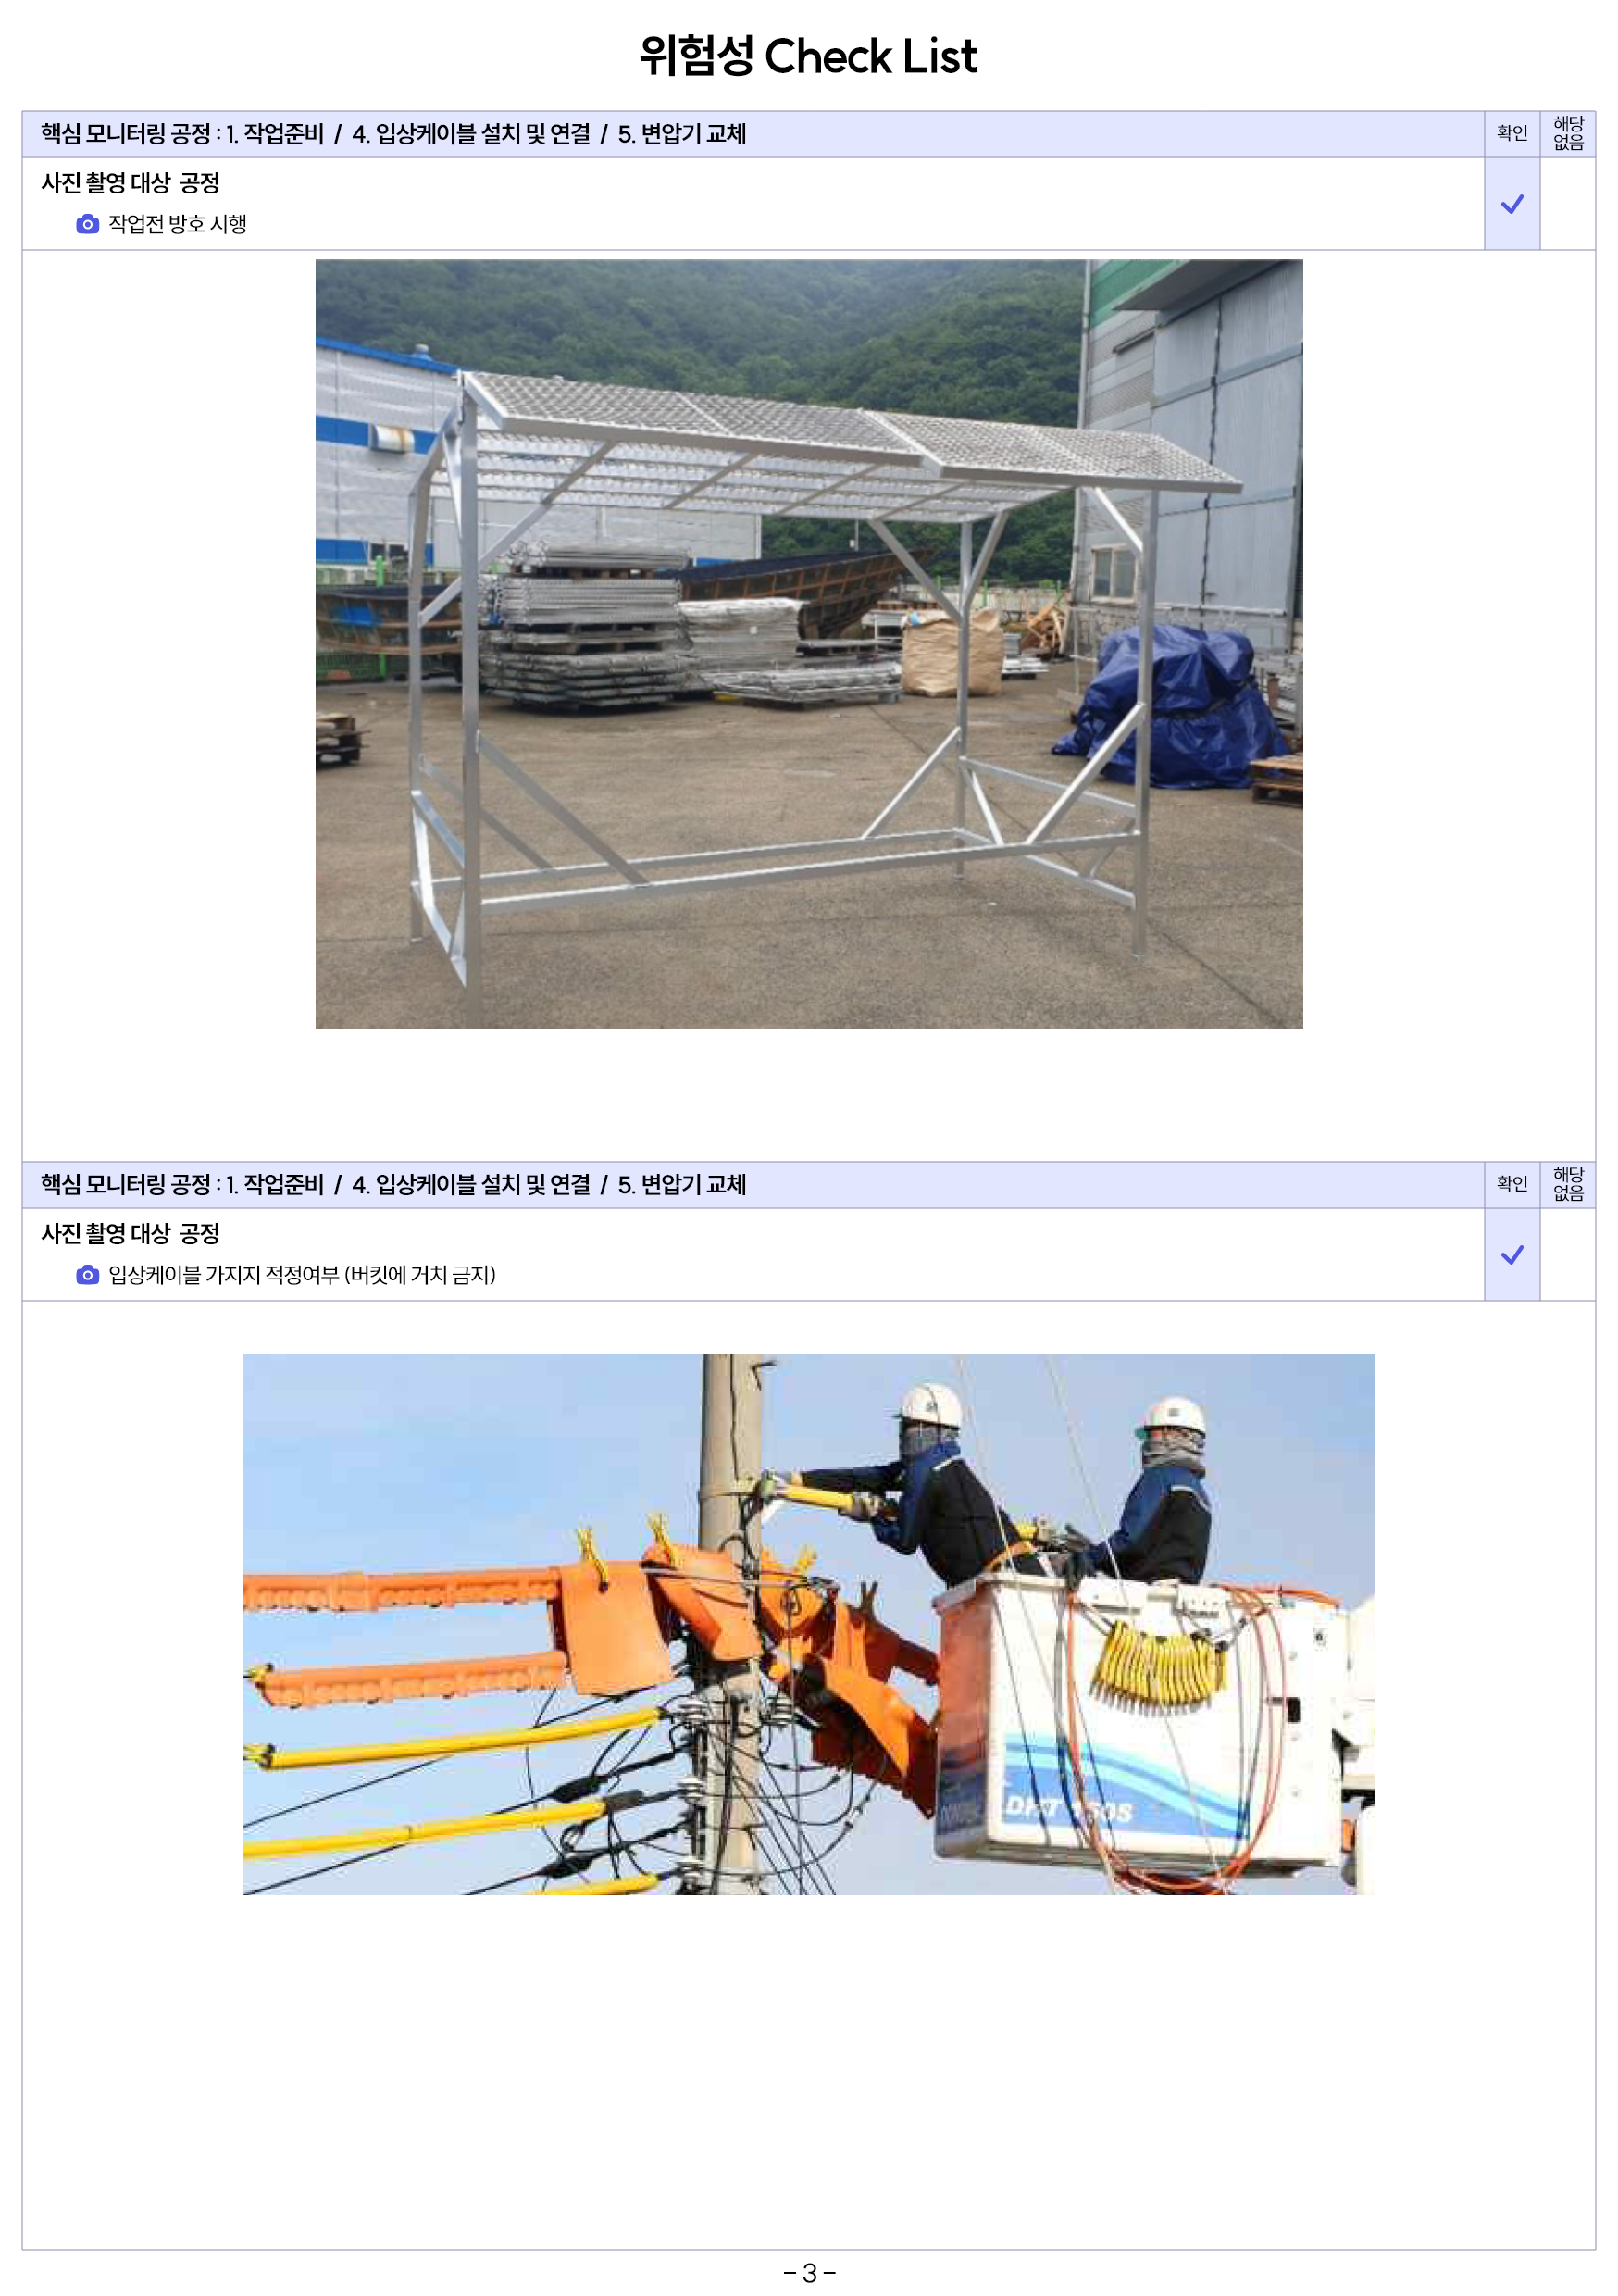 위험성 Check List
핵심 모니터링 공정 : 1. 작업준비 / 4. 입상케이블 설치 및 연결 / 5. 변압기 교체
확인
해당
없음
사진 촬영 대상 공정
작업전 방호 시행
핵심 모니터링 공정 : 1. 작업준비 / 4. 입상케이블 설치 및 연결 / 5. 변압기 교체
확인
해당
없음
사진 촬영 대상 공정
입상케이블 가지지 적정여부 (버킷에 거치 금지)
- 3 -